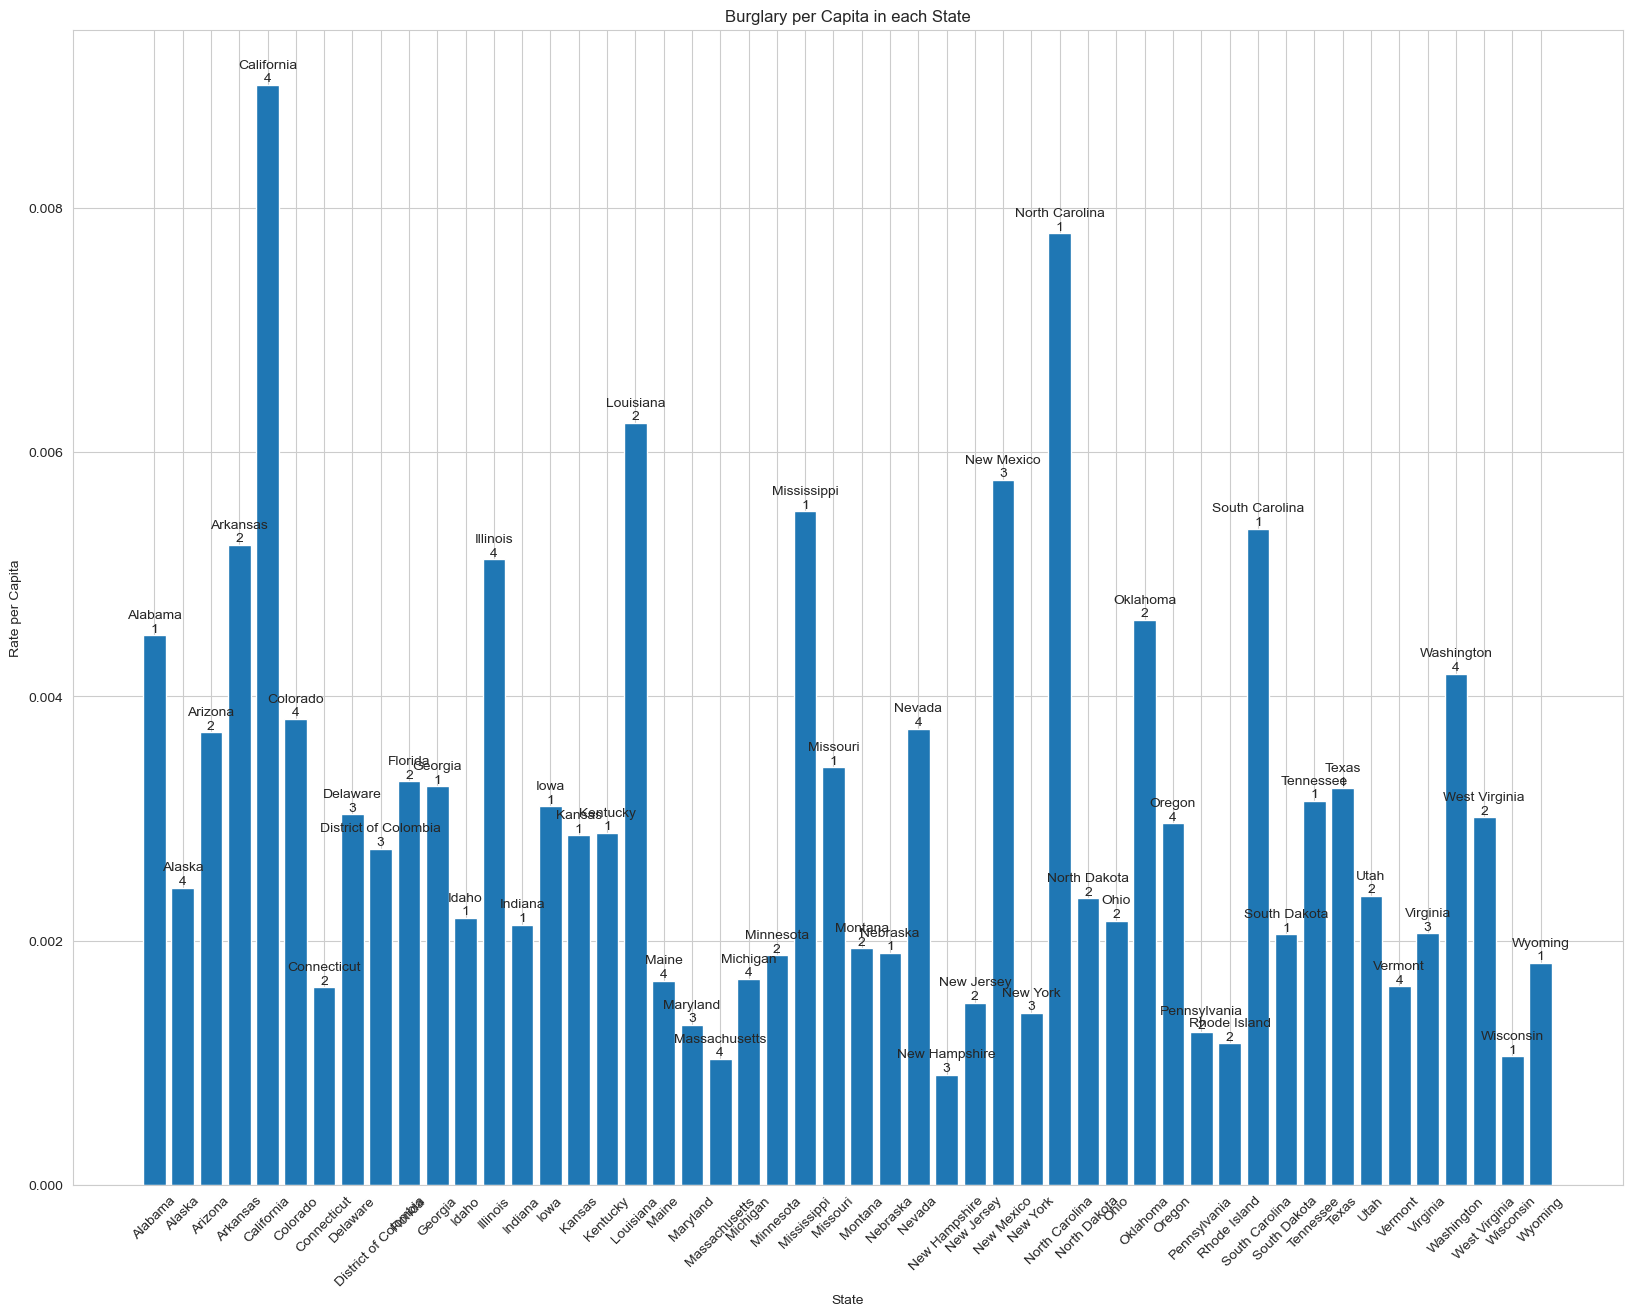 Burglary per Capita in each State
Rate per Capita
0.008
0.006
0.004
0.002
0.000
Alabama
1
Alaska
4
Arizona
2
Arkansas
2
California
4
Colorado
4
Connecticut
2
Delaware
3
District of Colombia
3
Florida
2
Georgia
1
Idaho
1
Illinois
4
Indiana
1
Iowa
1
Kansas
1
Kentucky
1
Louisiana
2
Maine
4
Maryland
3
Massachusetts
4
Michigan
4
Minnesota
2
Mississippi
1
Missouri
1
Montana
2
Nebraska
1
Nevada
4
New Hampshire
3
New Jersey
2
New Mexico
3
New York
3
North Carolina
1
North Dakota
2
Ohio
2
Oklahoma
2
Oregon
4
Pennsylvania
2
Rhode Island
2
South Carolina
1
South Dakota
1
Tennessee
1
Texas
1
Utah
2
Vermont
4
Virginia
3
Washington
4
West Virginia
2
Wisconsin
1
Wyoming
1
Alabama
Alaska
Arizona
Arkansas
California
Colorado
Connecticut
Delaware
District of Colombia
Florida
Georgia
Idaho
Illinois
Indiana
Iowa
Kansas
Kentucky
Louisiana
Maine
Maryland
Massachusetts
Michigan
Minnesota
Mississippi
Missouri
Montana
Nebraska
Nevada
New Hampshire
New Jersey
New Mexico
New York
North Carolina
North Dakota
Ohio
Oklahoma
Oregon
Pennsylvania
Rhode Island
South Carolina
South Dakota
Tennessee
Texas
Utah
Vermont
Virginia
Washington
West Virginia
Wisconsin
Wyoming
State